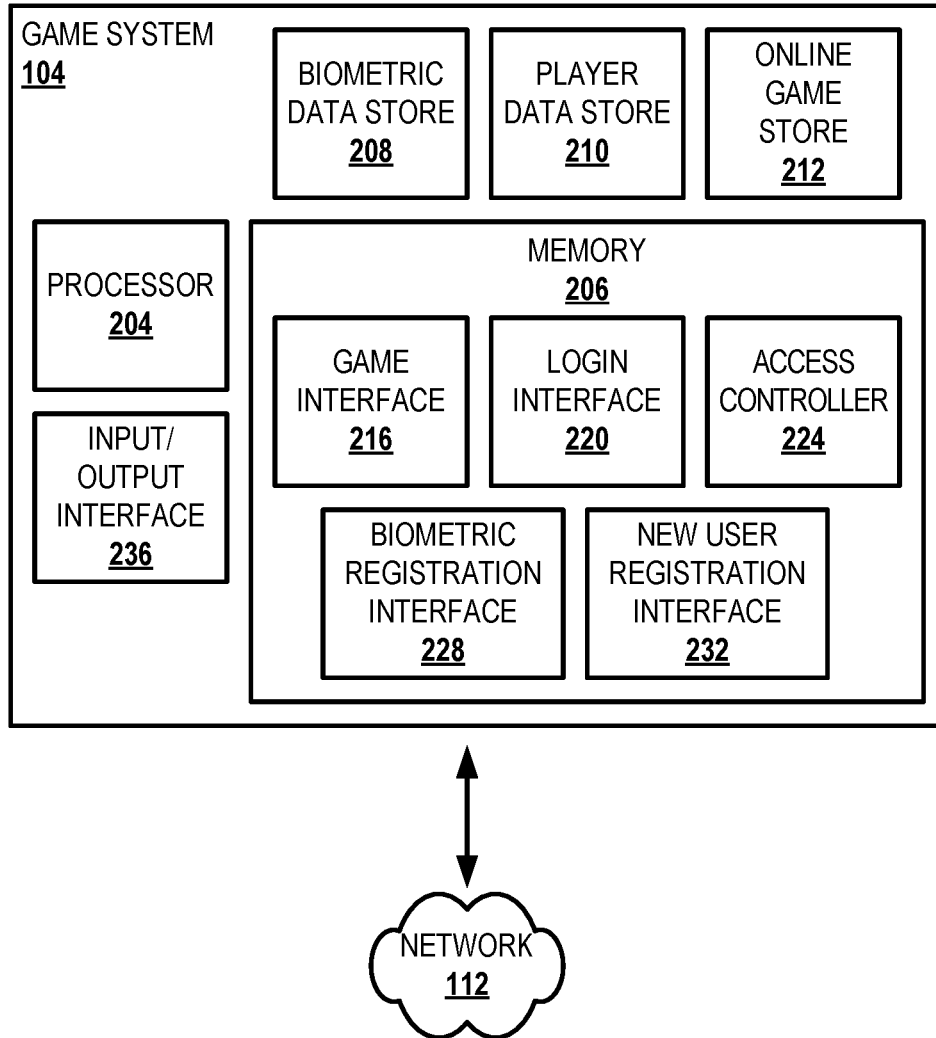 GAME SYSTEM
104
BIOMETRIC
DATA STORE
208
PLAYER
DATA STORE
210
ONLINE
GAME
STORE
212
PROCESSOR
204
INPUT/
OUTPUT
INTERFACE
236
MEMORY
206
GAME
INTERFACE
216
LOGIN
INTERFACE
220
ACCESS
CONTROLLER
224
BIOMETRIC
REGISTRATION
INTERFACE
228
NEW USER
REGISTRATION
INTERFACE
232
NETWORK
112